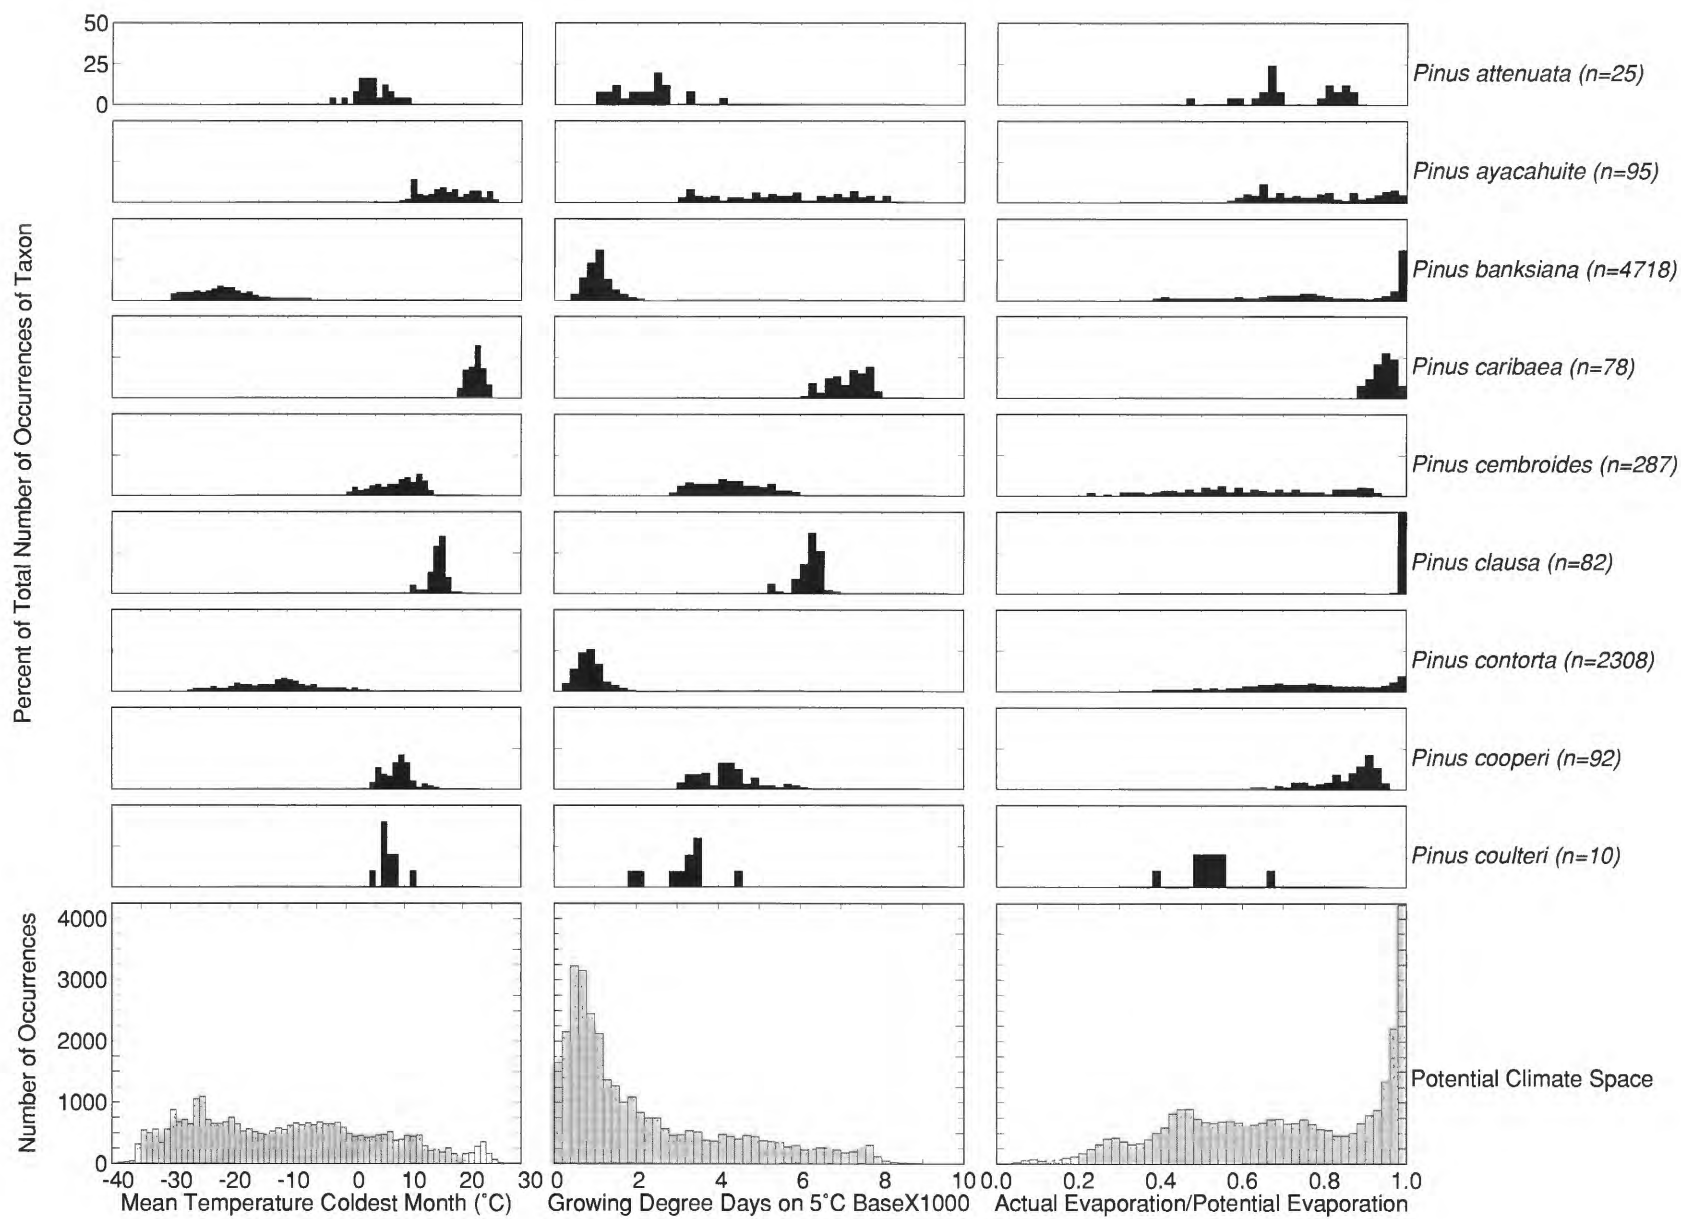 50
25
0
Pinus attenuata (n=25)
Pinus ayacahuite (n=95)
Pinus banksiana (n=4718)
Pinus caribaea (n=78)
Pinus cembroides (n=287)
Pinus clausa (n=82)
Pinus contorta (n=2308)
Pinus cooperi (n=92)
Pinus coulteri (n=10)
Percent of Total Number of Occurrences of Taxon
Number of Occurrences
4000
3000
2000
1000
0
Potential Climate Space
-40 -30 -20 -10 0 10 20 30
0 2 4 6 8 10
0.0 0.2 0.4 0.6 0.8 1.0
Mean Temperature Coldest Month (°C)
Growing Degree Days on 5°C BaseX1000
Actual Evaporation/Potential Evaporation